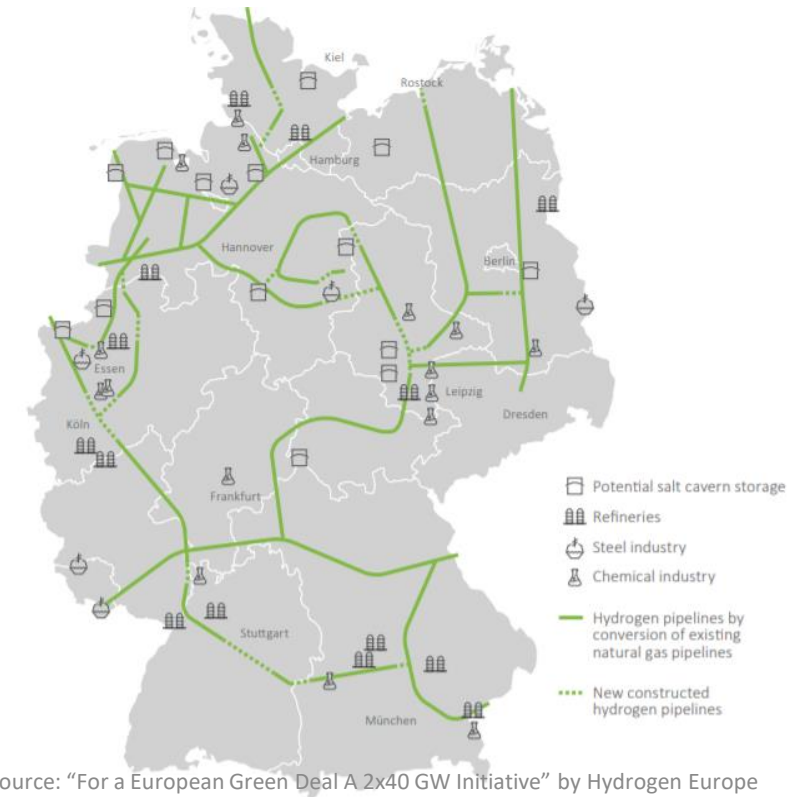 Kiel
Rostock
Hamburg
Hannover
Berlin
Essen
Leipzig
Dresden
Köln
Frankfurt
Stuttgart
München
Potential salt cavern storage
Refineries
Steel industry
Chemical industry
Hydrogen pipelines by
conversion of existing
natural gas pipelines
New constructed
hydrogen pipelines
ource: “For a European Green Deal A 2x40 GW Initiative” by Hydrogen Europe